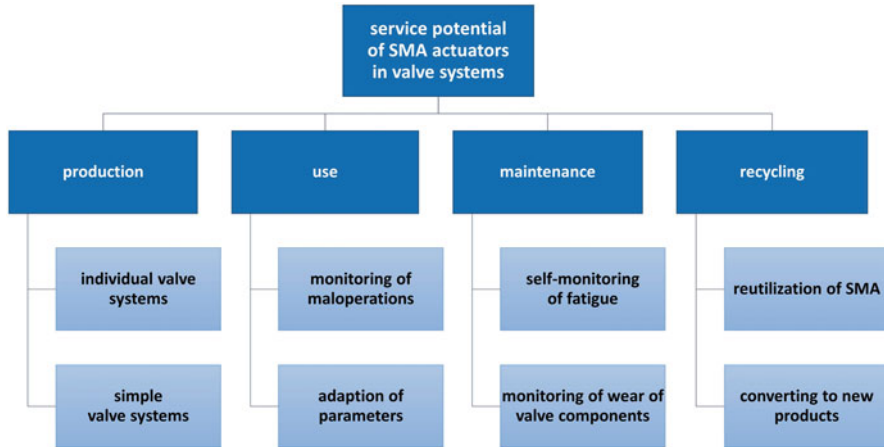 service potential
of SMA actuators
in valve systems
production
use
maintenance
recycling
individual valve
systems
monitoring of
maloperations
self-monitoring
of fatigue
reutilization of SMA
simple
valve systems
adaption of
parameters
monitoring of wear of
valve components
converting to new
products